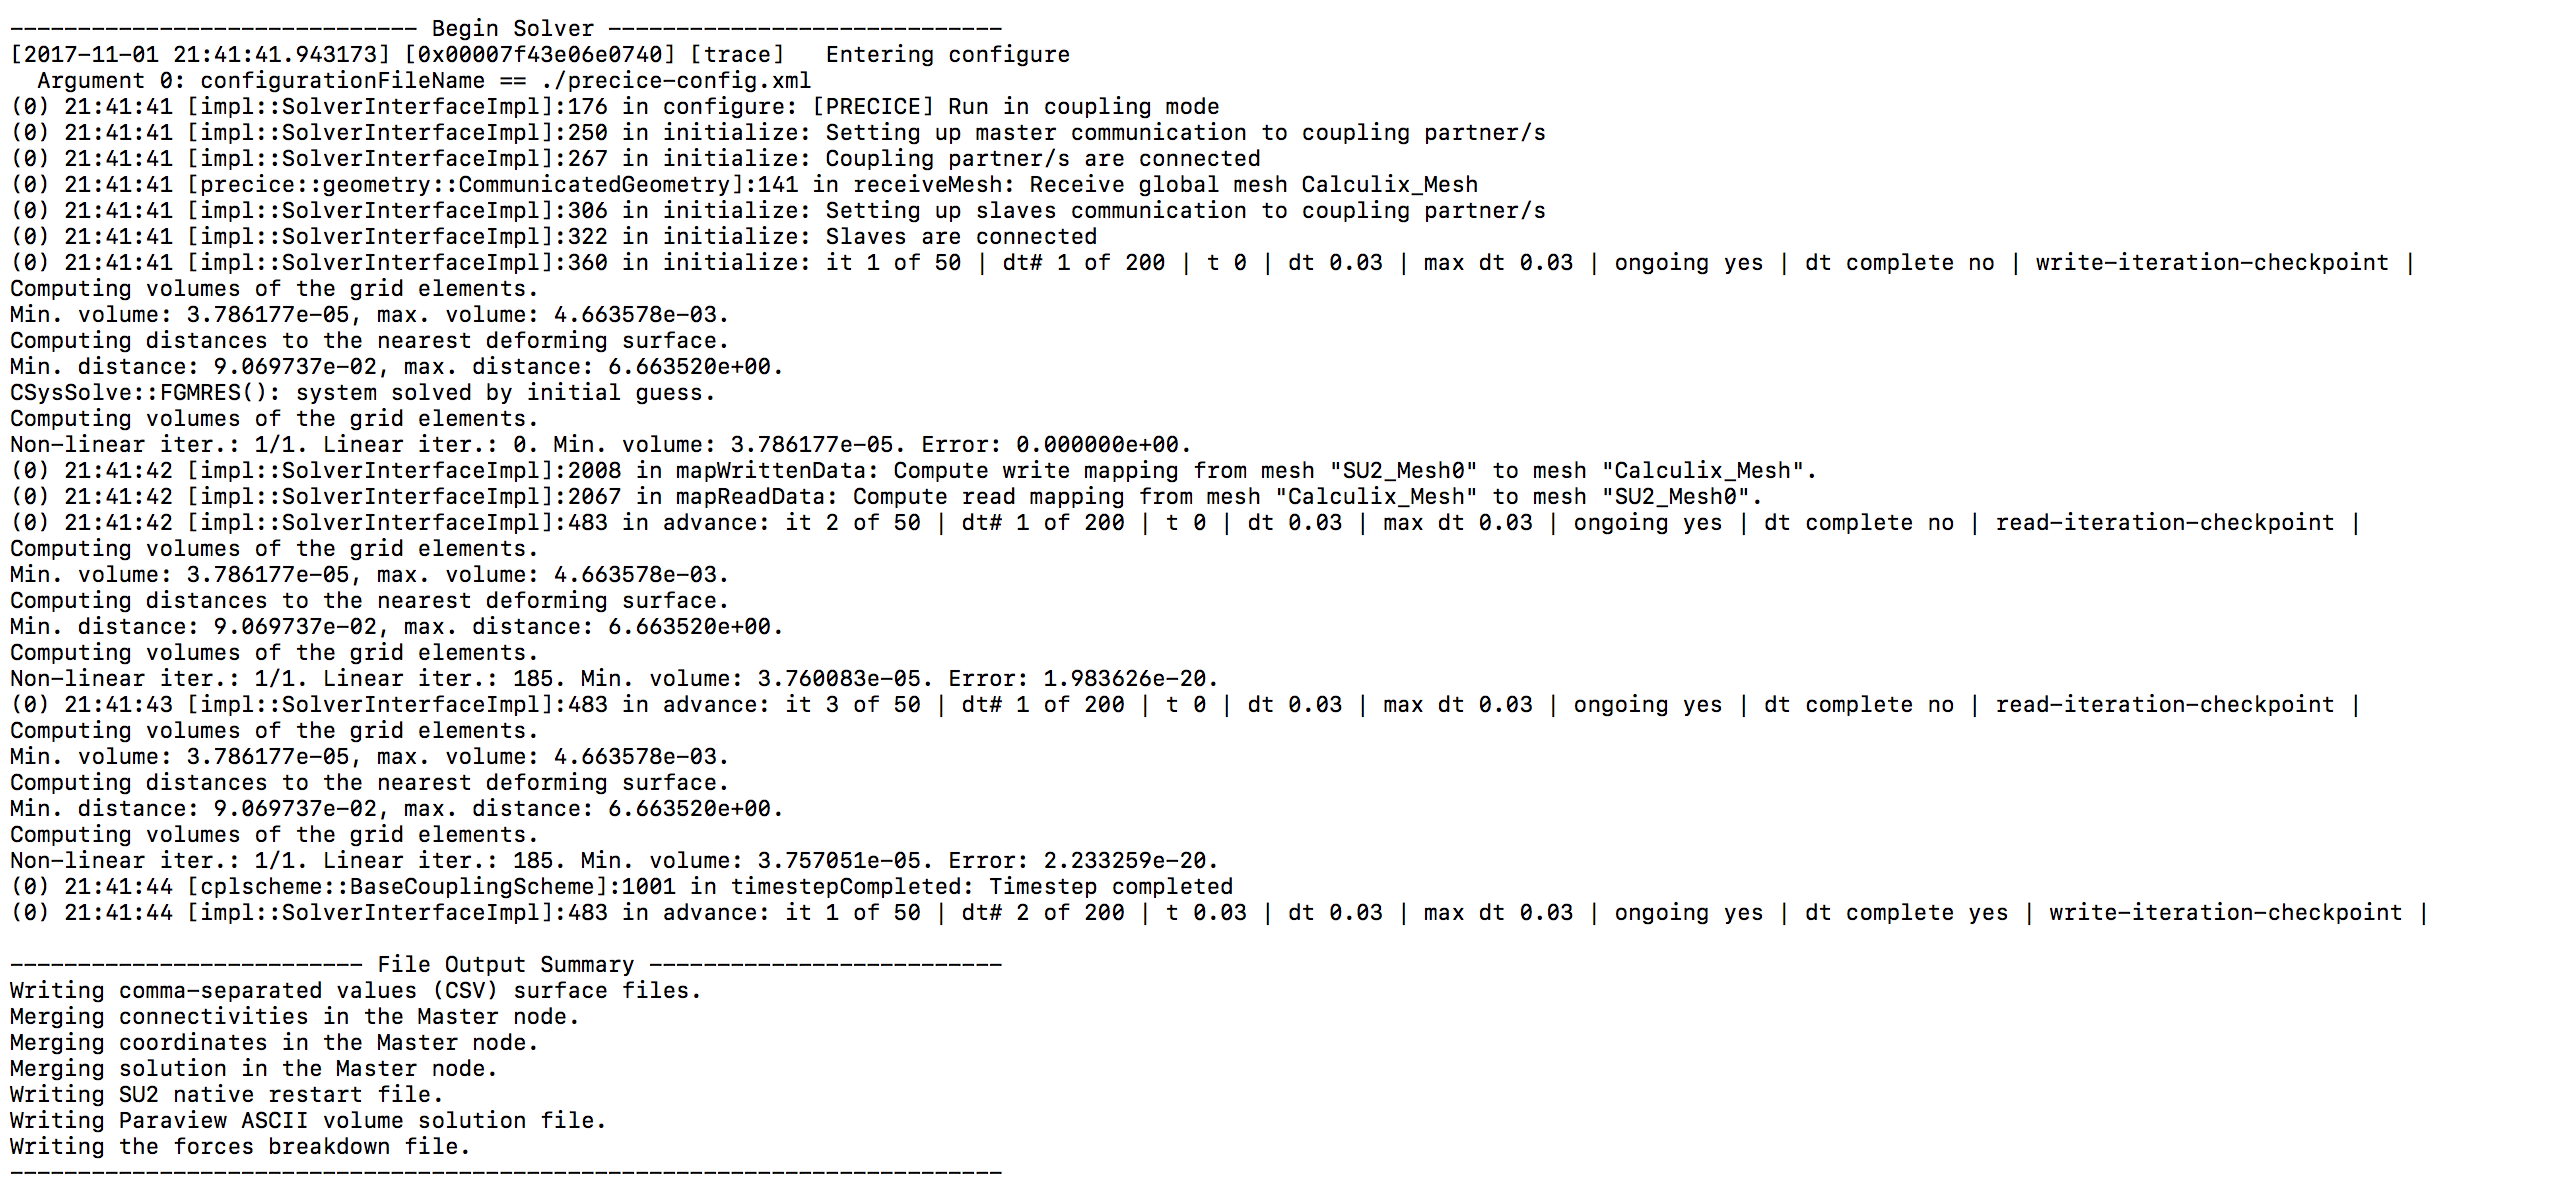 ------------------------------ Begin Solver -----------------------------
[2017-11-01 21:41:41.943173] [0x00007f43e06e0740] [trace]   Entering configure
  Argument 0: configurationFileName == ./precice-config.xml
(0) 21:41:41 [impl::SolverInterfaceImpl]:176 in configure: [PRECICE] Run in coupling mode
(0) 21:41:41 [impl::SolverInterfaceImpl]:250 in initialize: Setting up master communication to coupling partner/s
(0) 21:41:41 [impl::SolverInterfaceImpl]:267 in initialize: Coupling partner/s are connected
(0) 21:41:41 [precice::geometry::CommunicatedGeometry]:141 in receiveMesh: Receive global mesh Calculix_Mesh
(0) 21:41:41 [impl::SolverInterfaceImpl]:306 in initialize: Setting up slaves communication to coupling partner/s
(0) 21:41:41 [impl::SolverInterfaceImpl]:322 in initialize: Slaves are connected
(0) 21:41:41 [impl::SolverInterfaceImpl]:360 in initialize: it 1 of 50 | dt# 1 of 200 | t 0 | dt 0.03 | max dt 0.03 | ongoing yes | dt complete no | write-iteration-checkpoint |
Computing volumes of the grid elements.
Min. volume: 3.786177e-05, max. volume: 4.663578e-03.
Computing distances to the nearest deforming surface.
Min. distance: 9.069737e-02, max. distance: 6.663520e+00.
CSysSolve::FGMRES(): system solved by initial guess.
Computing volumes of the grid elements.
Non-linear iter.: 1/1. Linear iter.: 0. Min. volume: 3.786177e-05. Error: 0.000000e+00.
(0) 21:41:42 [impl::SolverInterfaceImpl]:2008 in mapWrittenData: Compute write mapping from mesh "SU2_Mesh0" to mesh "Calculix_Mesh".
(0) 21:41:42 [impl::SolverInterfaceImpl]:2067 in mapReadData: Compute read mapping from mesh "Calculix_Mesh" to mesh "SU2_Mesh0".
(0) 21:41:42 [impl::SolverInterfaceImpl]:483 in advance: it 2 of 50 | dt# 1 of 200 | t 0 | dt 0.03 | max dt 0.03 | ongoing yes | dt complete no | read-iteration-checkpoint |
Computing volumes of the grid elements.
Min. volume: 3.786177e-05, max. volume: 4.663578e-03.
Computing distances to the nearest deforming surface.
Min. distance: 9.069737e-02, max. distance: 6.663520e+00.
Computing volumes of the grid elements.
Non-linear iter.: 1/1. Linear iter.: 185. Min. volume: 3.760083e-05. Error: 1.983626e-20.
(0) 21:41:43 [impl::SolverInterfaceImpl]:483 in advance: it 3 of 50 | dt# 1 of 200 | t 0 | dt 0.03 | max dt 0.03 | ongoing yes | dt complete no | read-iteration-checkpoint |
Computing volumes of the grid elements.
Min. volume: 3.786177e-05, max. volume: 4.663578e-03.
Computing distances to the nearest deforming surface.
Min. distance: 9.069737e-02, max. distance: 6.663520e+00.
Computing volumes of the grid elements.
Non-linear iter.: 1/1. Linear iter.: 185. Min. volume: 3.757051e-05. Error: 2.233259e-20.
(0) 21:41:44 [cplscheme::BaseCouplingScheme]:1001 in timestepCompleted: Timestep completed
(0) 21:41:44 [impl::SolverInterfaceImpl]:483 in advance: it 1 of 50 | dt# 2 of 200 | t 0.03 | dt 0.03 | max dt 0.03 | ongoing yes | dt complete yes | write-iteration-checkpoint |
-------------------------- File Output Summary --------------------------
Writing comma-separated values (CSV) surface files.
Merging connectivities in the Master node.
Merging coordinates in the Master node.
Merging solution in the Master node.
Writing SU2 native restart file.
Writing Paraview ASCII volume solution file.
Writing the forces breakdown file.
-------------------------------------------------------------------------